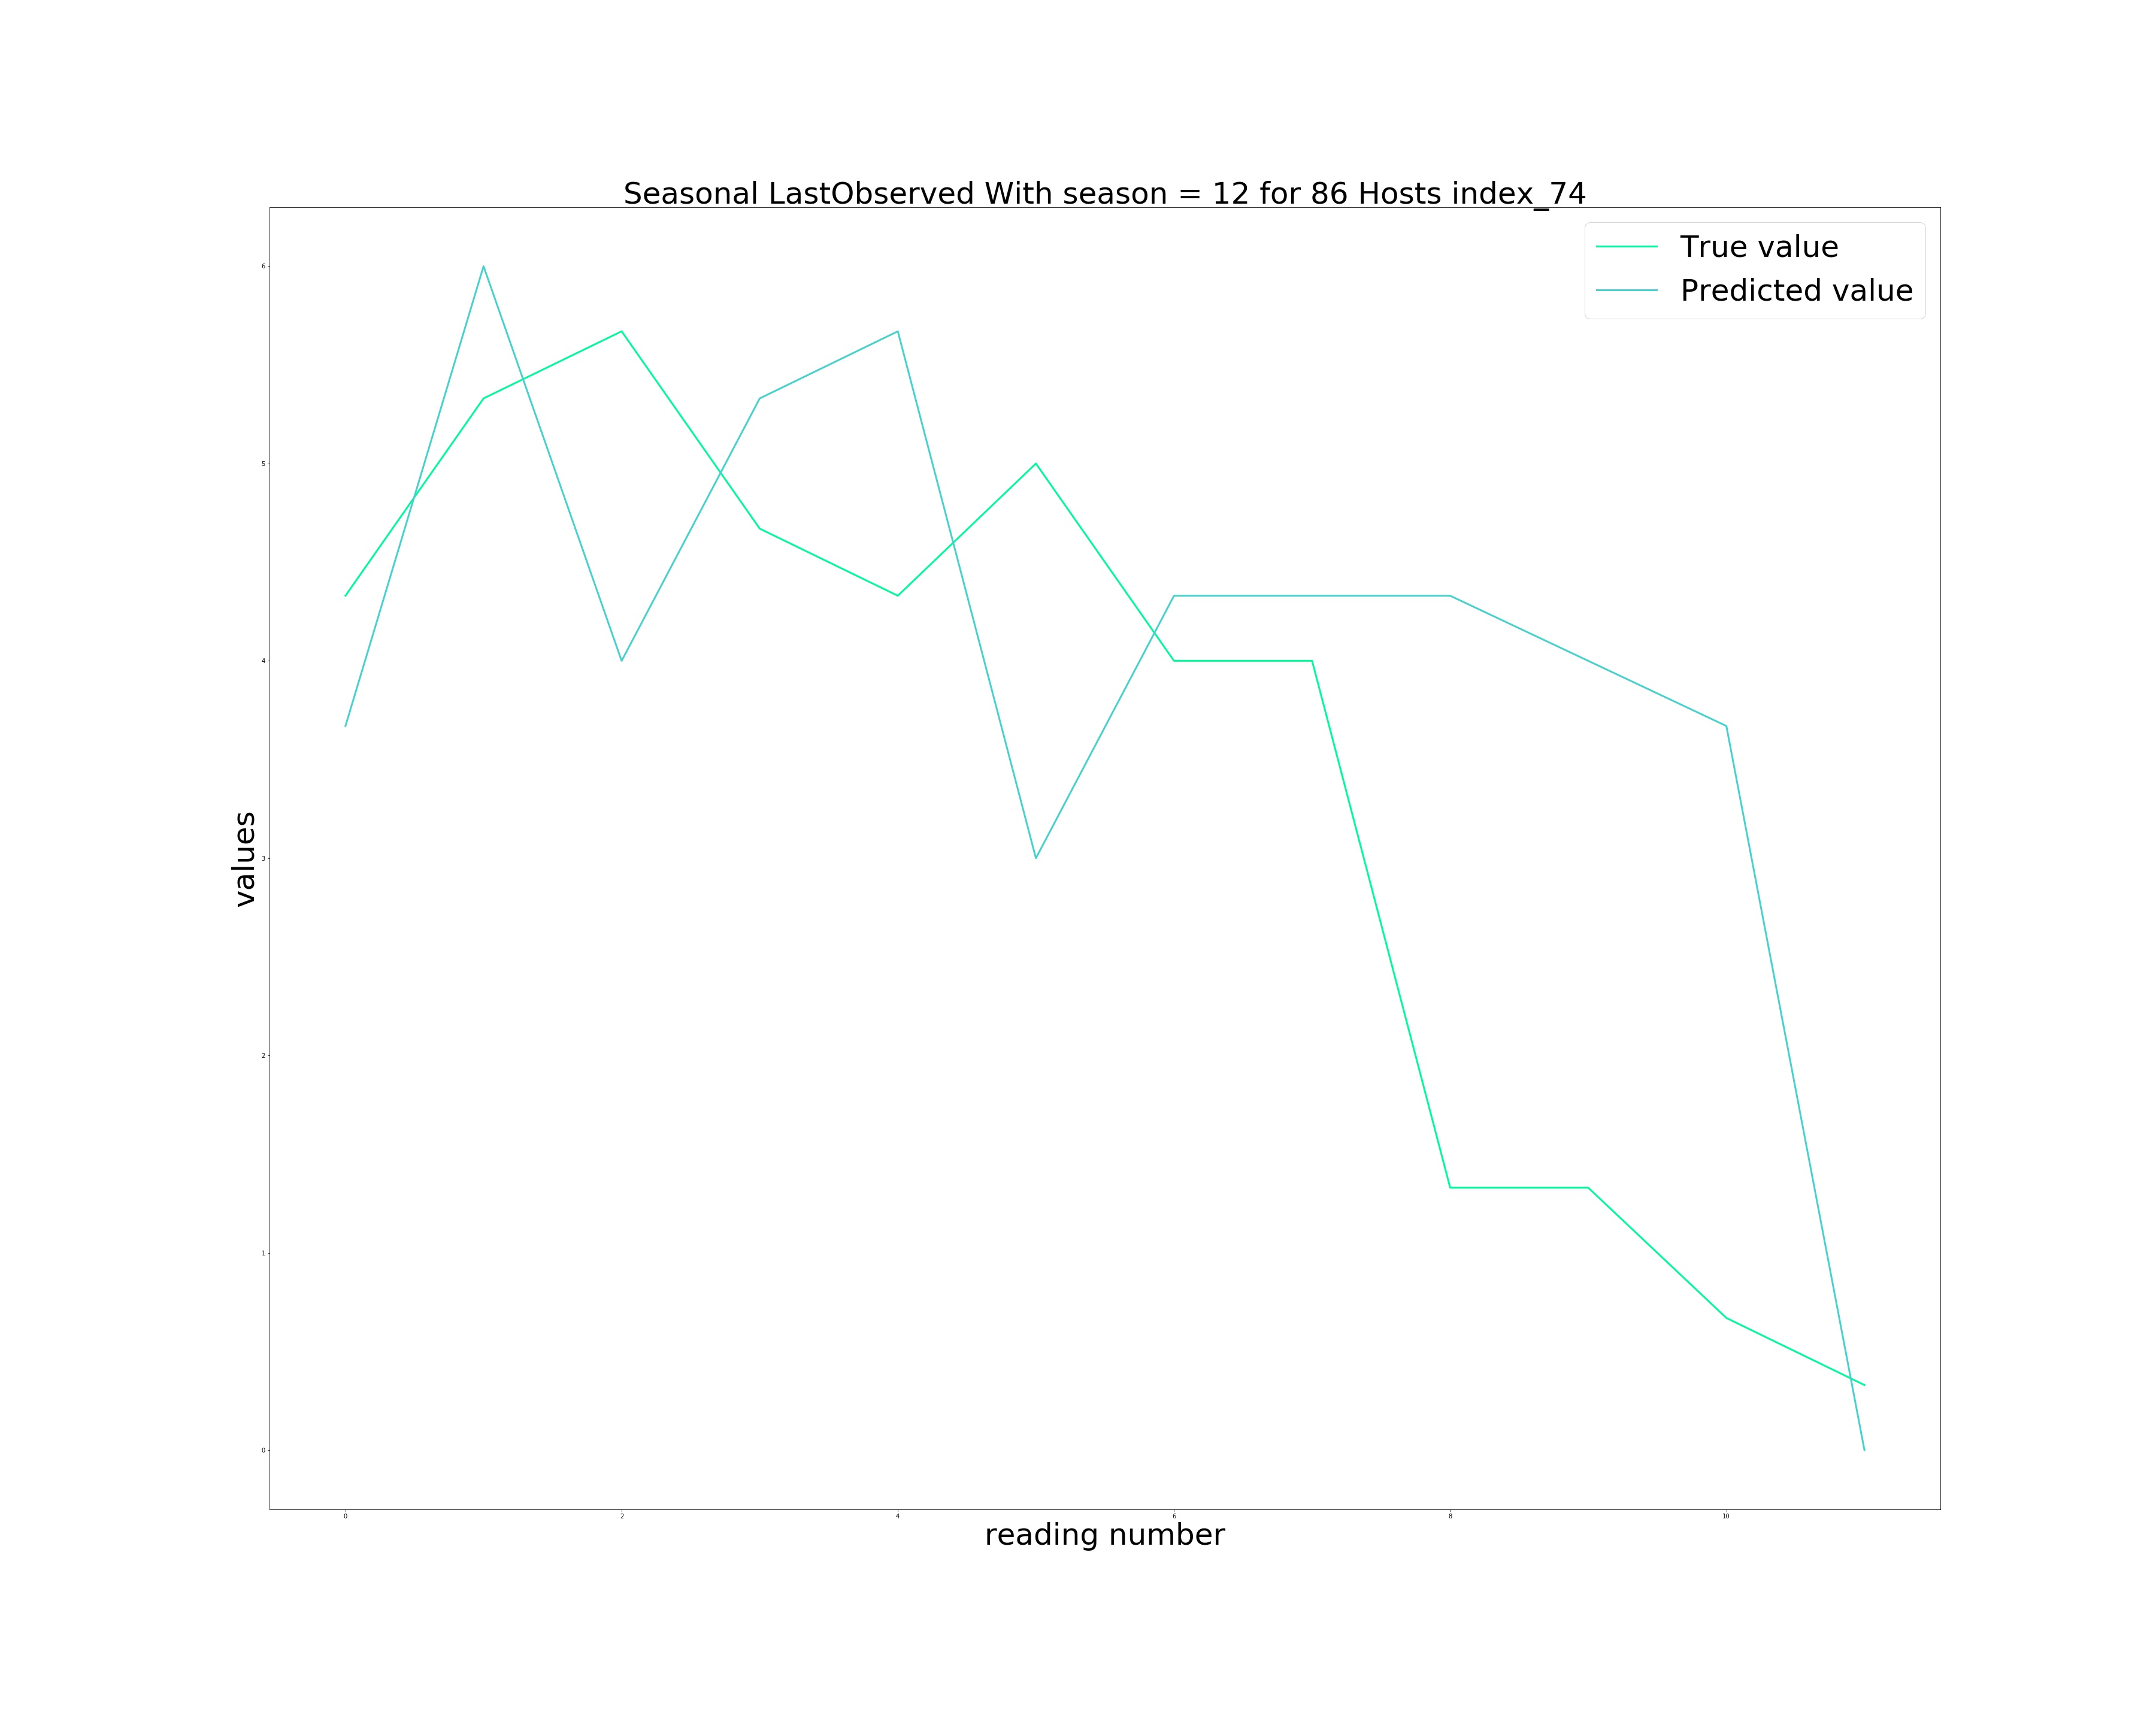 Seasonal LastObserved With season = 12 for 86 Hosts index_74
True value
Predicted value
6
5
4
3
2
1
0
values
0 2 4 6 8 10
reading number